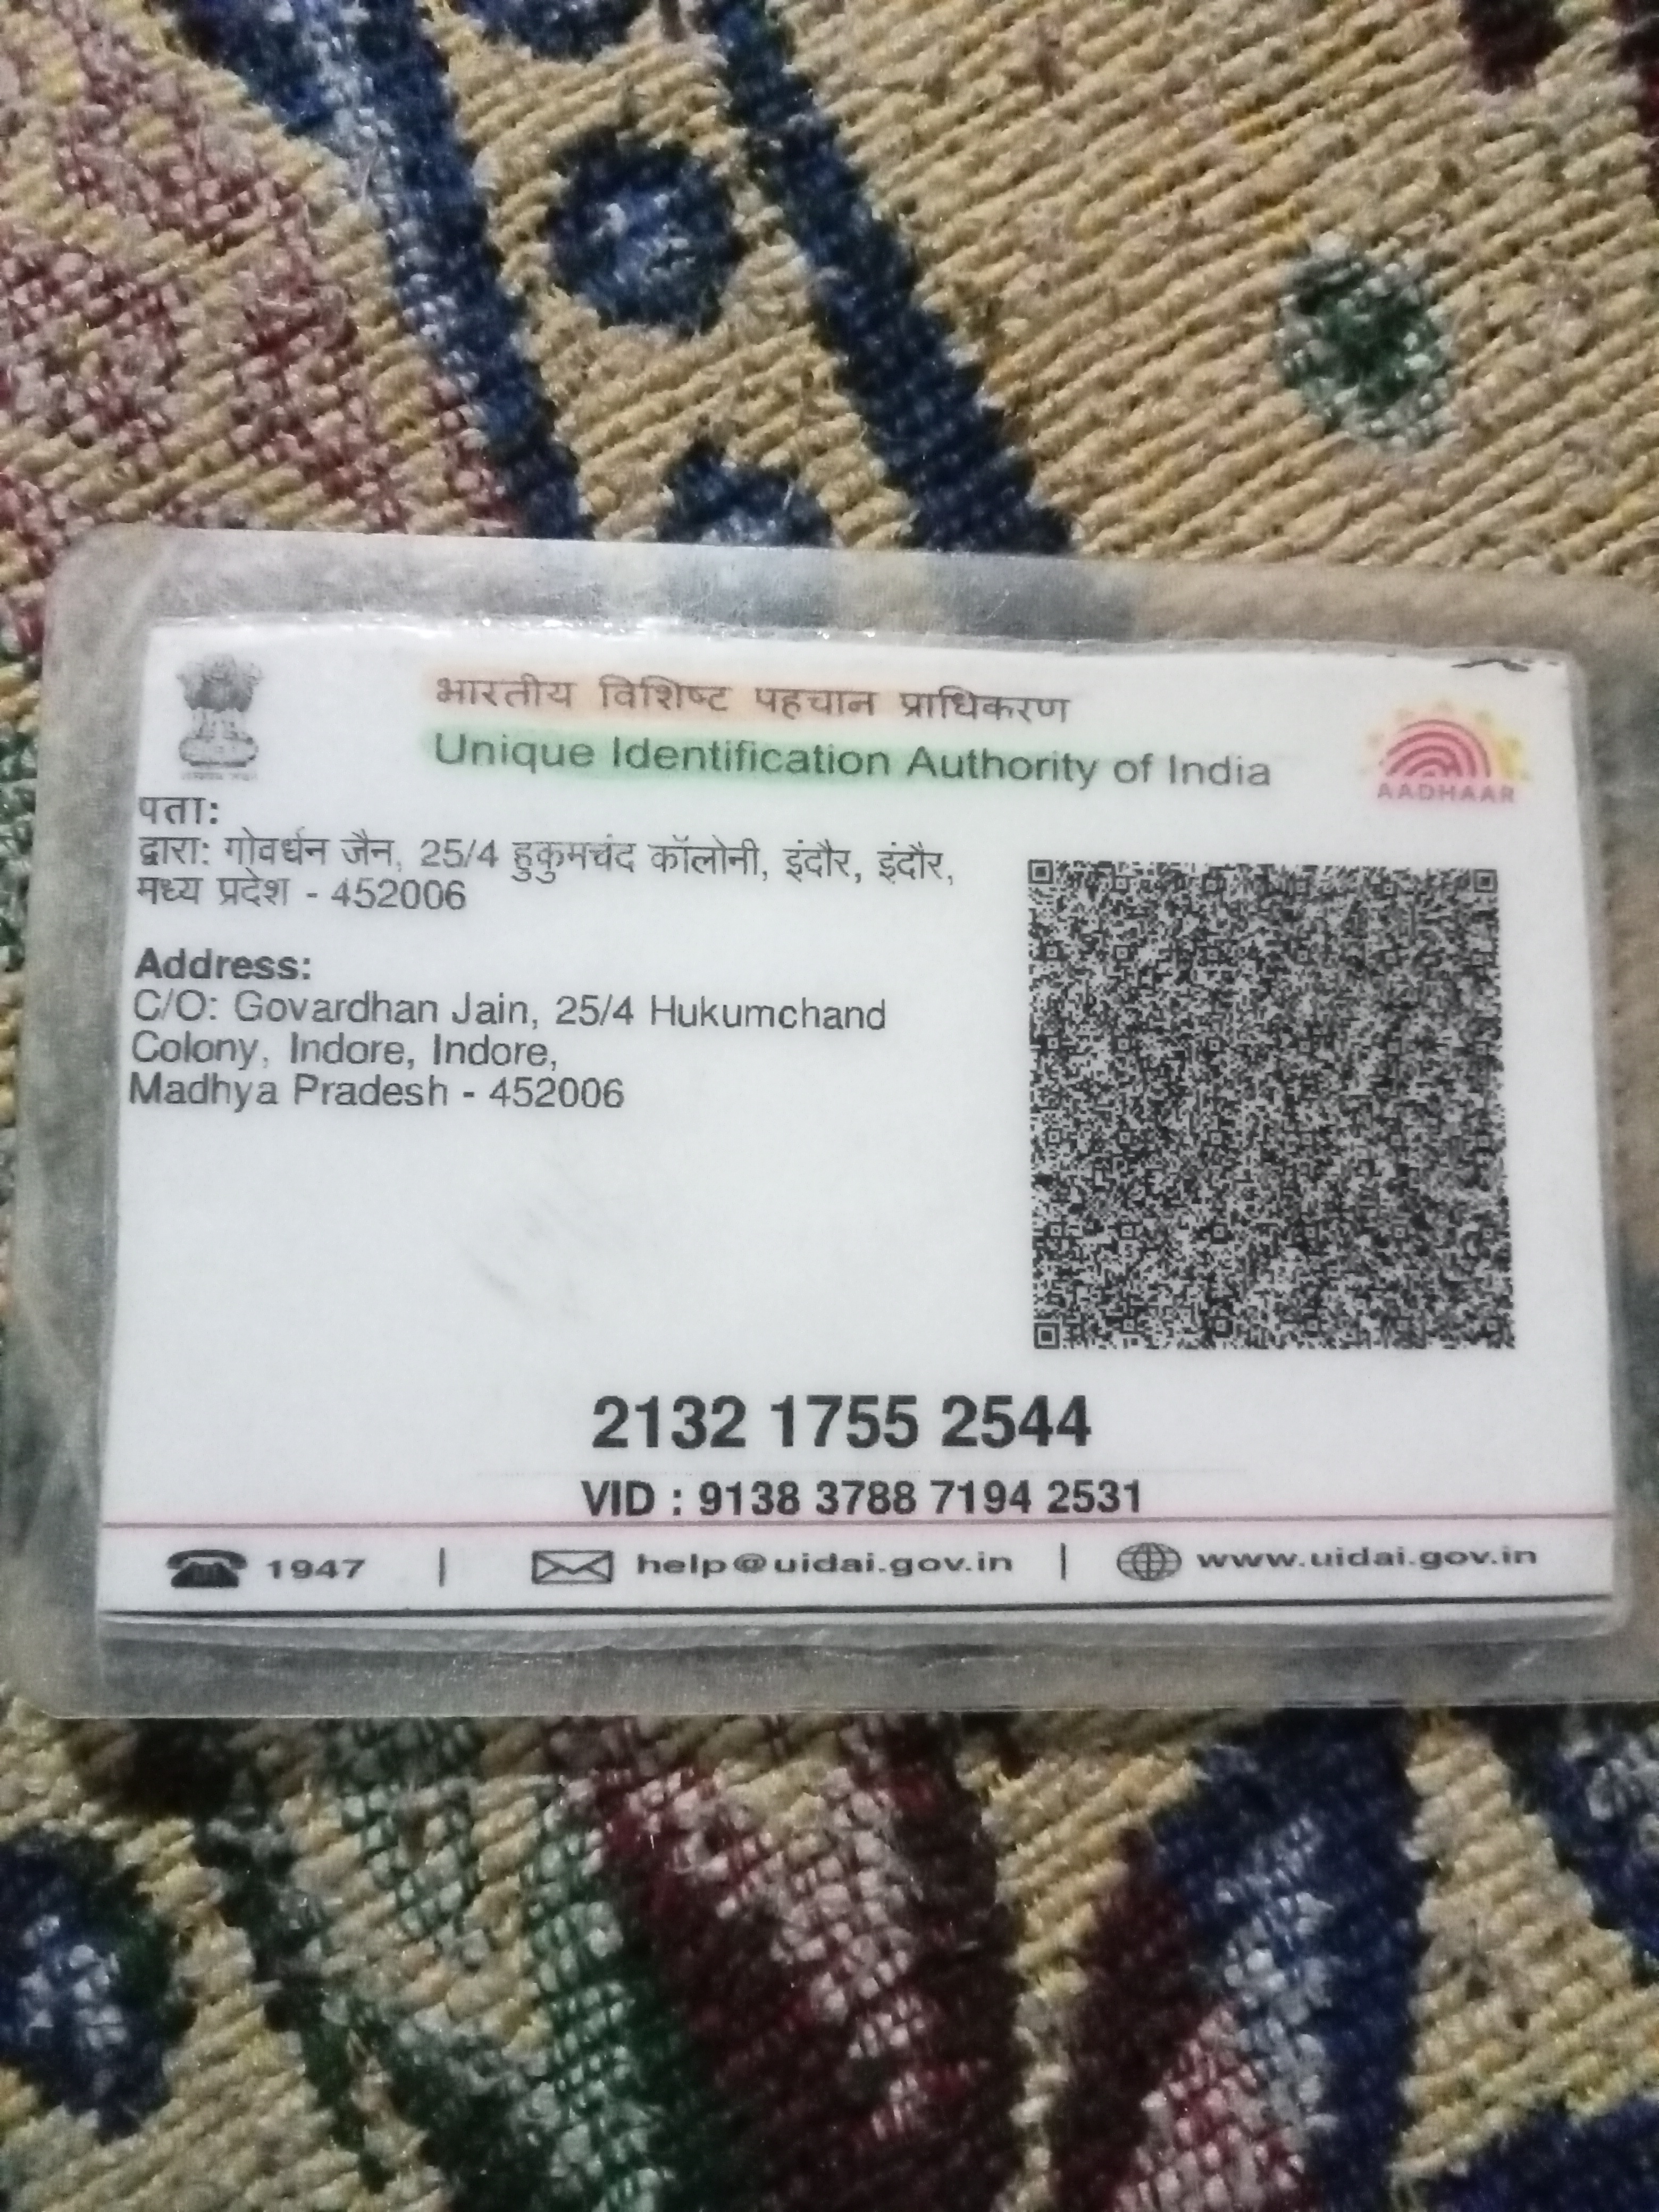 भारतीय विशिष्ट पहचान प्राधिकरण
Unique Identification Authority of India
AADHAAR
पता:
द्वारा: गोवर्धन जैन, 25/4 हुकुमचंद कॉलोनी, इंदौर, इंदौर,
मध्य प्रदेश - 452006
Address:
C/O: Govardhan Jain, 25/4 Hukumchand
Colony, Indore, Indore,
Madhya Pradesh - 452006
2132 1755 2544
VID : 9138 3788 7194 2531
1947 | help@uidai.gov.in | www.uidai.gov.in